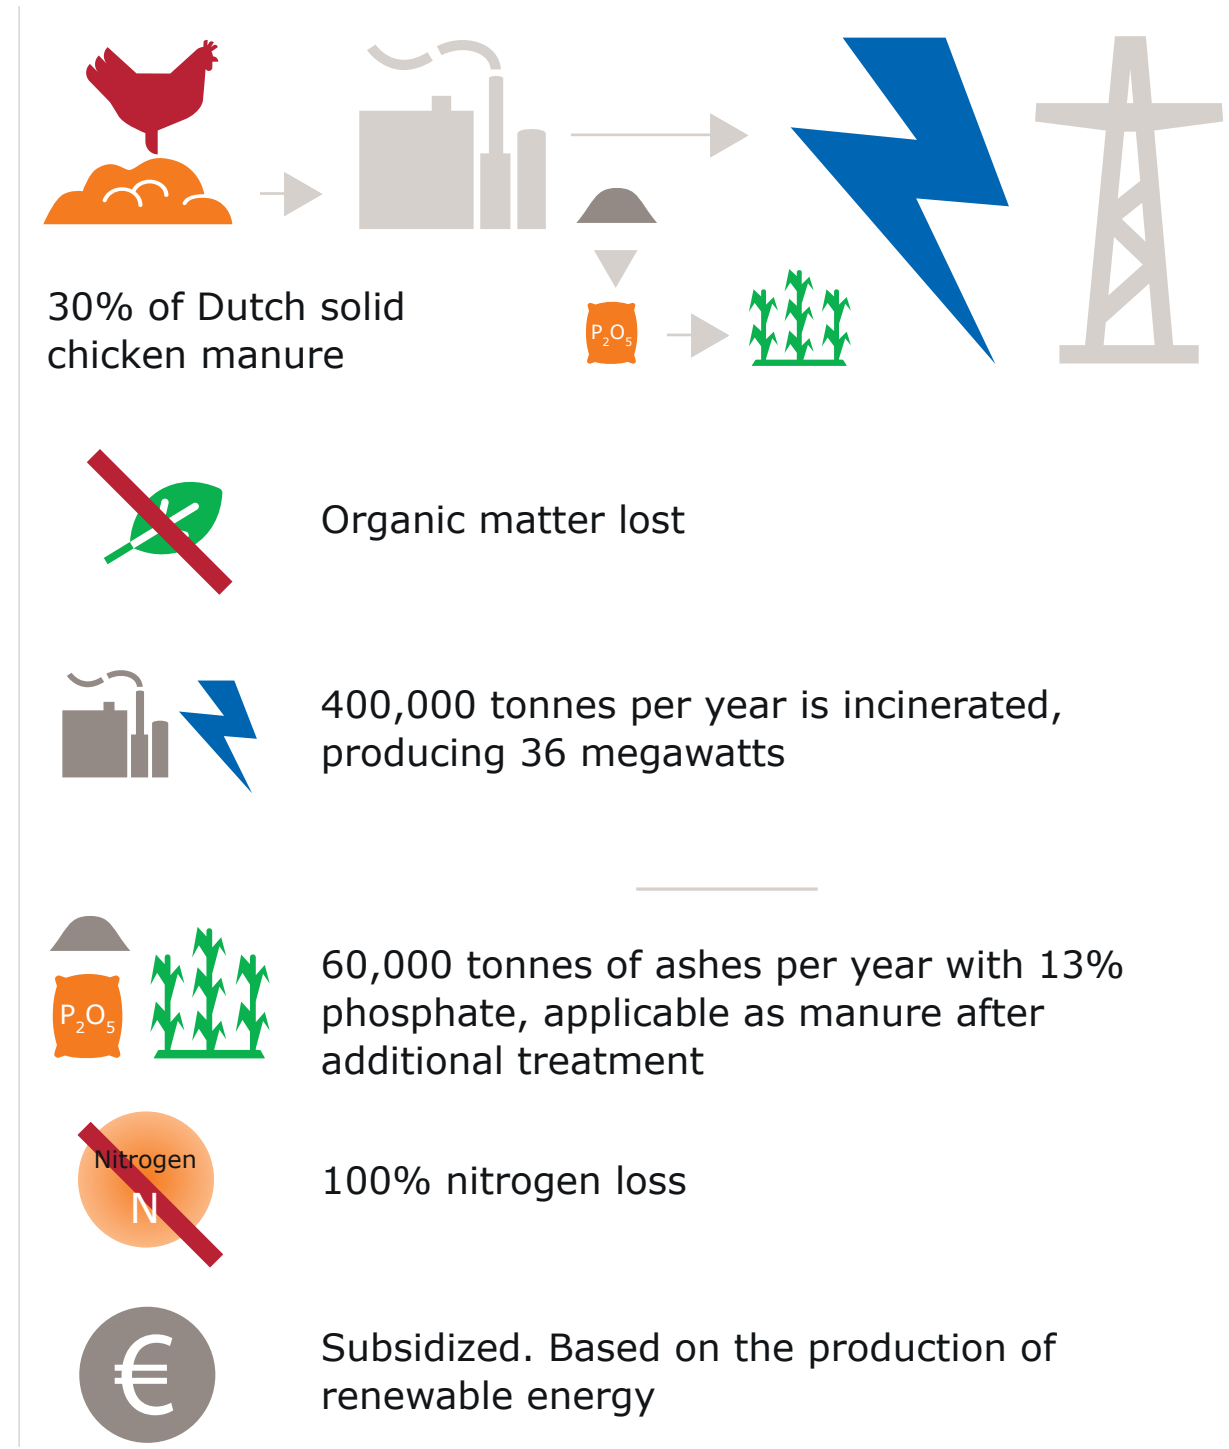 P₂O₅
30% of Dutch solid
chicken manure
Organic matter lost
400,000 tonnes per year is incinerated,
producing 36 megawatts
P₂O₅
60,000 tonnes of ashes per year with 13%
phosphate, applicable as manure after
additional treatment
Nitrogen
N
100% nitrogen loss
€
Subsidized. Based on the production of
renewable energy